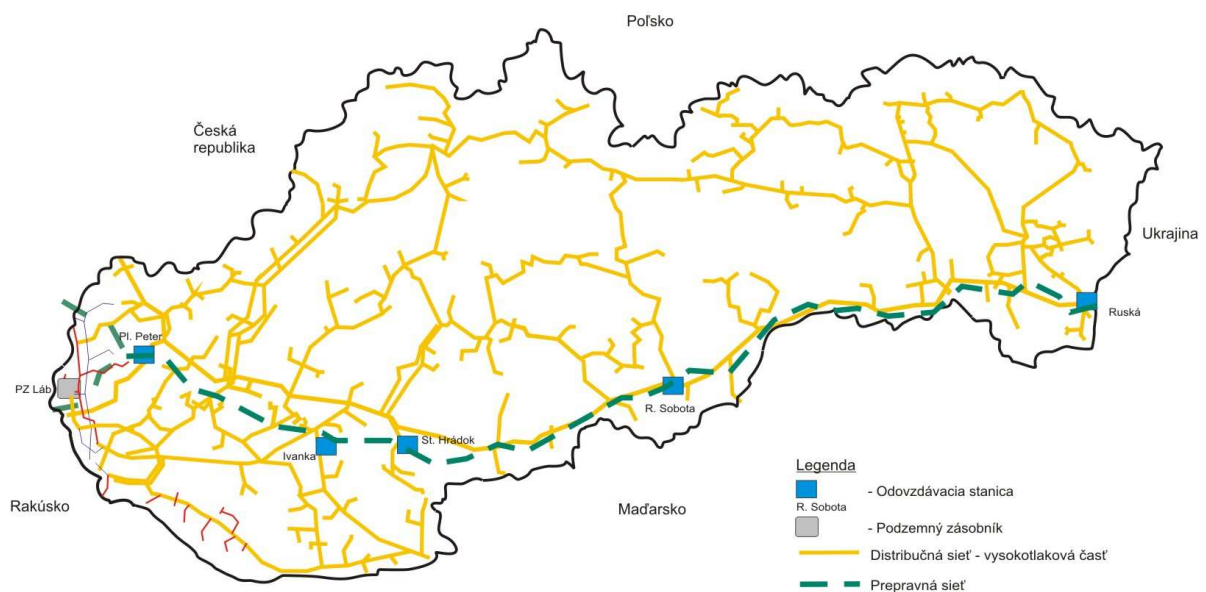 Poľsko
Česká
republika
Ukrajina
Ruská
Pl. Peter
PZ Láb
R. Sobota
St. Hrádok
Ivanka
Rakúsko
Maďarsko
Legenda
- Odovzdávacia stanica
R. Sobota
- Podzemný zásobník
Distribučná sieť - vysokotlaková časť
Prepravná sieť